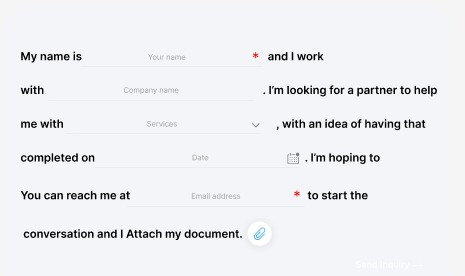 My name is Your name * and I work
with Company name . I'm looking for a partner to help
me with Services , with an idea of having that
completed on Date . I'm hoping to
You can reach me at Email address * to start the
conversation and I Attach my document.
Send Inquiry →